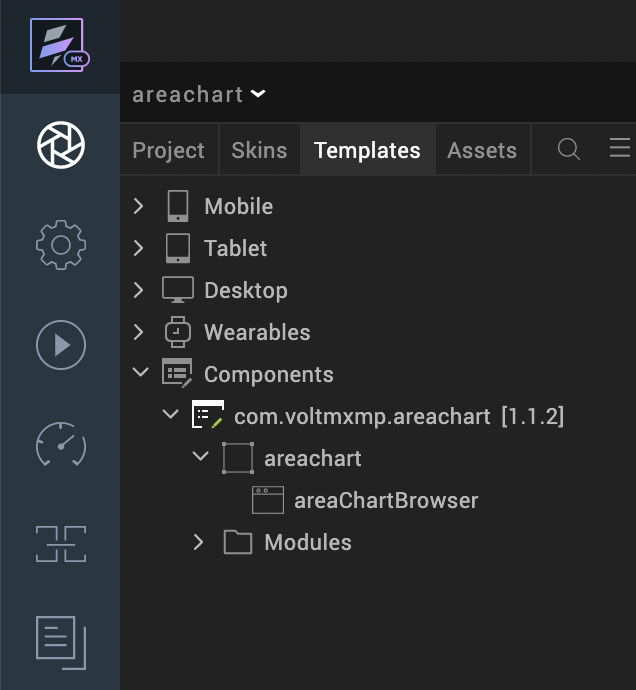 MX
areachart
Project Skins Templates Assets
Mobile
Tablet
Desktop
Wearables
Components
com.voltmxmp.areachart [1.1.2]
areachart
areaChartBrowser
Modules